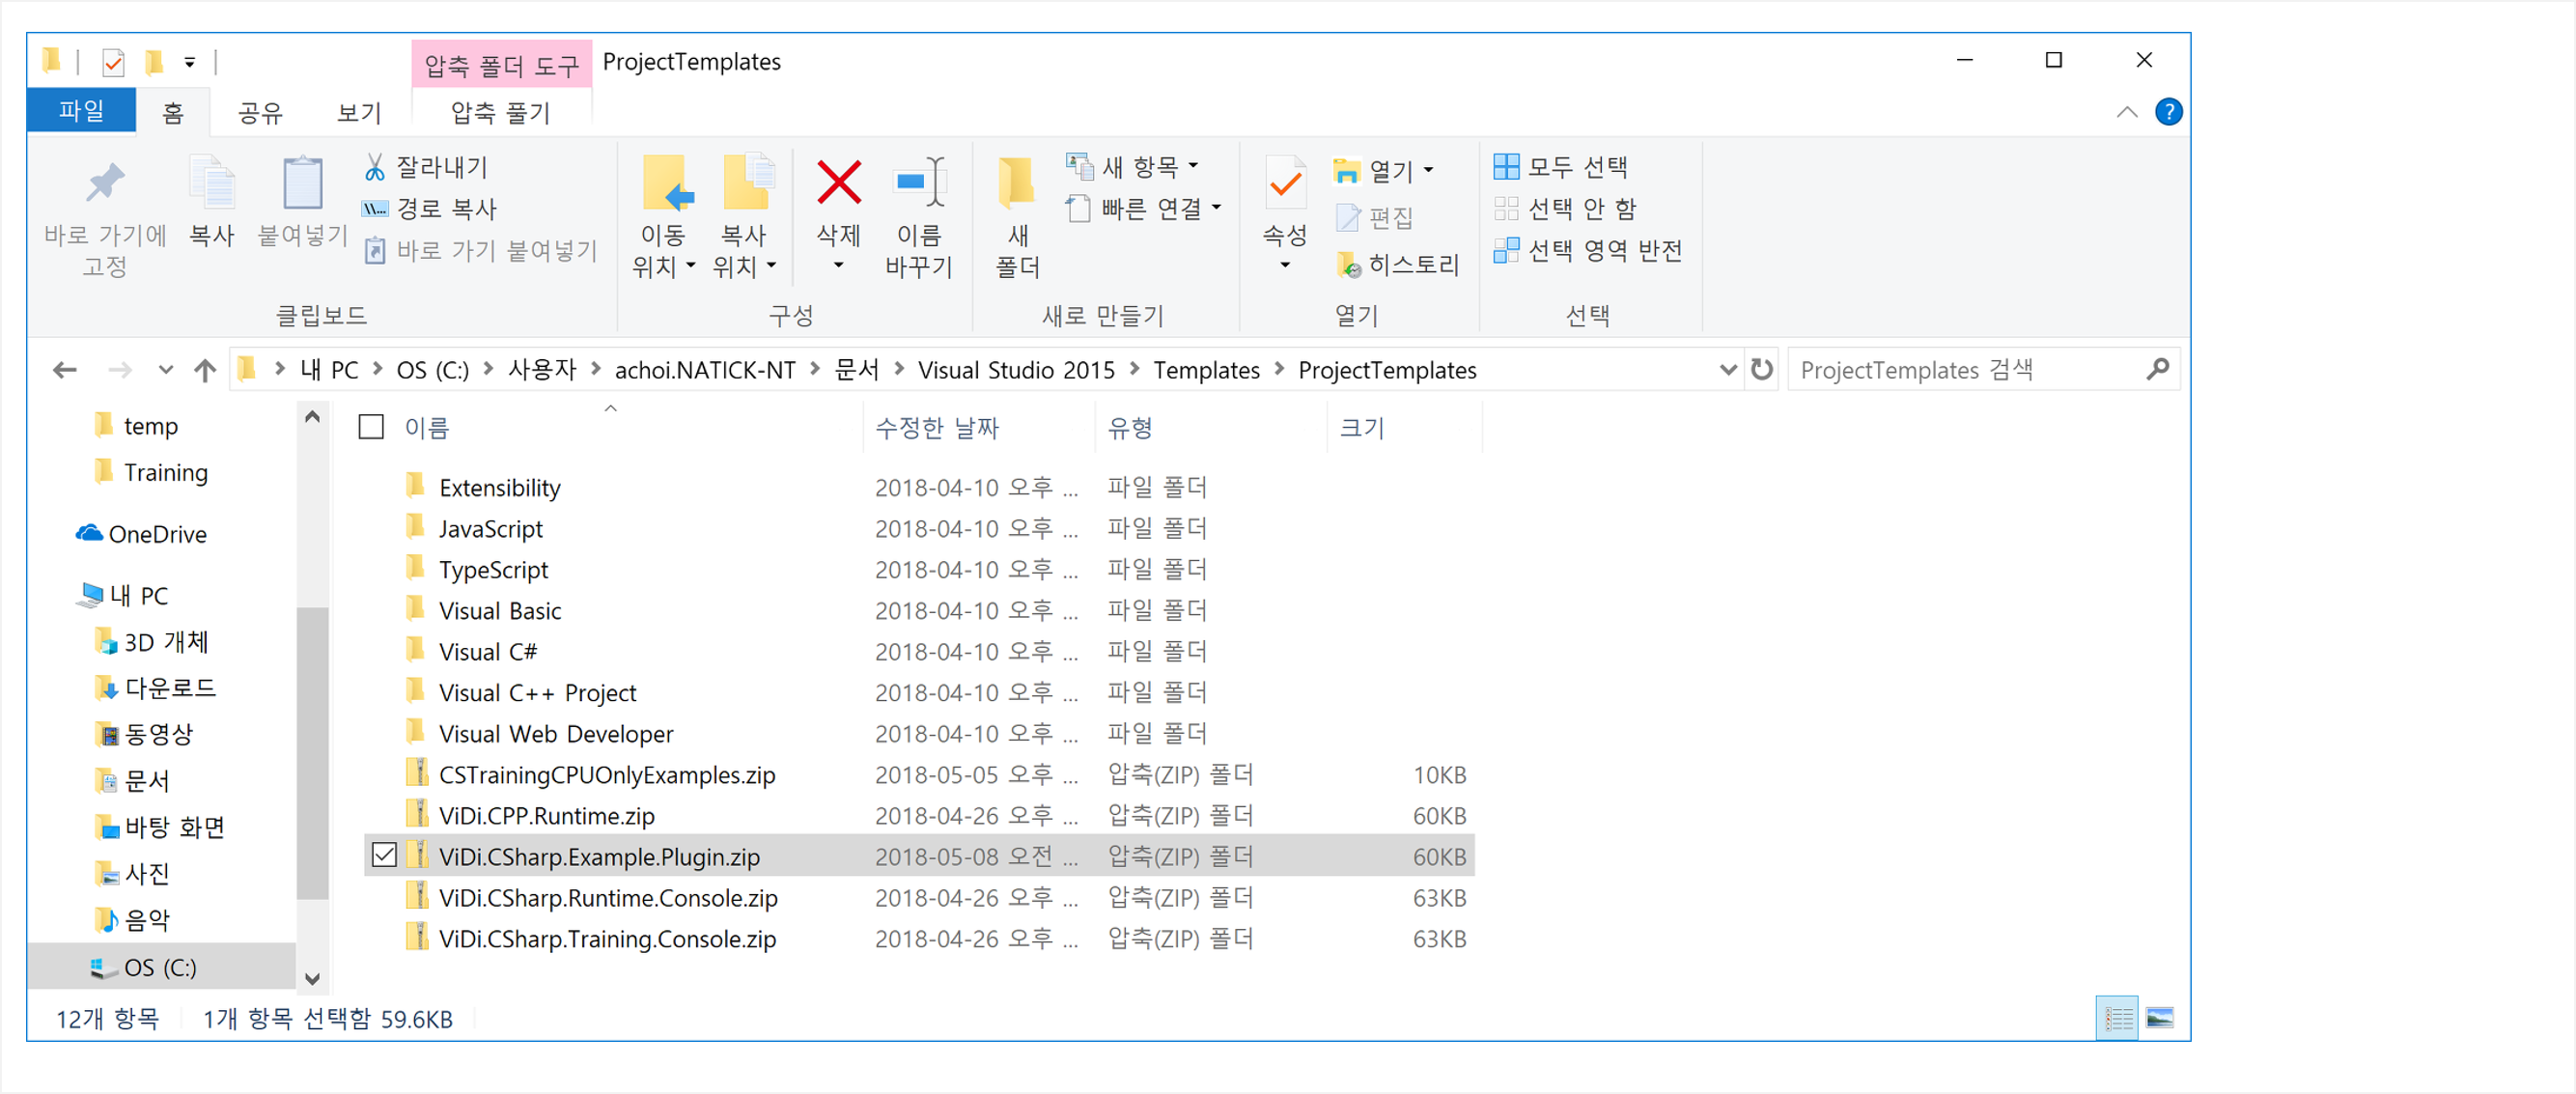 압축 폴더 도구 ProjectTemplates
파일 홈 공유 보기 압축 풀기
바로 가기에 고정
복사
붙여넣기
잘라내기
경로 복사
바로 가기 붙여넣기
클립보드
이동 위치
복사 위치
삭제
이름 바꾸기
구성
새 폴더
새 항목
빠른 연결
새로 만들기
속성
열기
편집
히스토리
열기
모두 선택
선택 안 함
선택 영역 반전
선택
내 PC > OS (C:) > 사용자 > achoi.NATICK-NT > 문서 > Visual Studio 2015 > Templates > ProjectTemplates
ProjectTemplates 검색
temp
Training
OneDrive
내 PC
3D 개체
다운로드
동영상
문서
바탕 화면
사진
음악
OS (C:)
이름 수정한 날짜 유형 크기
Extensibility 2018-04-10 오후 ... 파일 폴더
JavaScript 2018-04-10 오후 ... 파일 폴더
TypeScript 2018-04-10 오후 ... 파일 폴더
Visual Basic 2018-04-10 오후 ... 파일 폴더
Visual C# 2018-04-10 오후 ... 파일 폴더
Visual C++ Project 2018-04-10 오후 ... 파일 폴더
Visual Web Developer 2018-04-10 오후 ... 파일 폴더
CSTrainingCPUOnlyExamples.zip 2018-05-05 오후 ... 압축(ZIP) 폴더 10KB
ViDi.CPP.Runtime.zip 2018-04-26 오후 ... 압축(ZIP) 폴더 60KB
ViDi.CSharp.Example.Plugin.zip 2018-05-08 오전 ... 압축(ZIP) 폴더 60KB
ViDi.CSharp.Runtime.Console.zip 2018-04-26 오후 ... 압축(ZIP) 폴더 63KB
ViDi.CSharp.Training.Console.zip 2018-04-26 오후 ... 압축(ZIP) 폴더 63KB
12개 항목 1개 항목 선택함 59.6KB